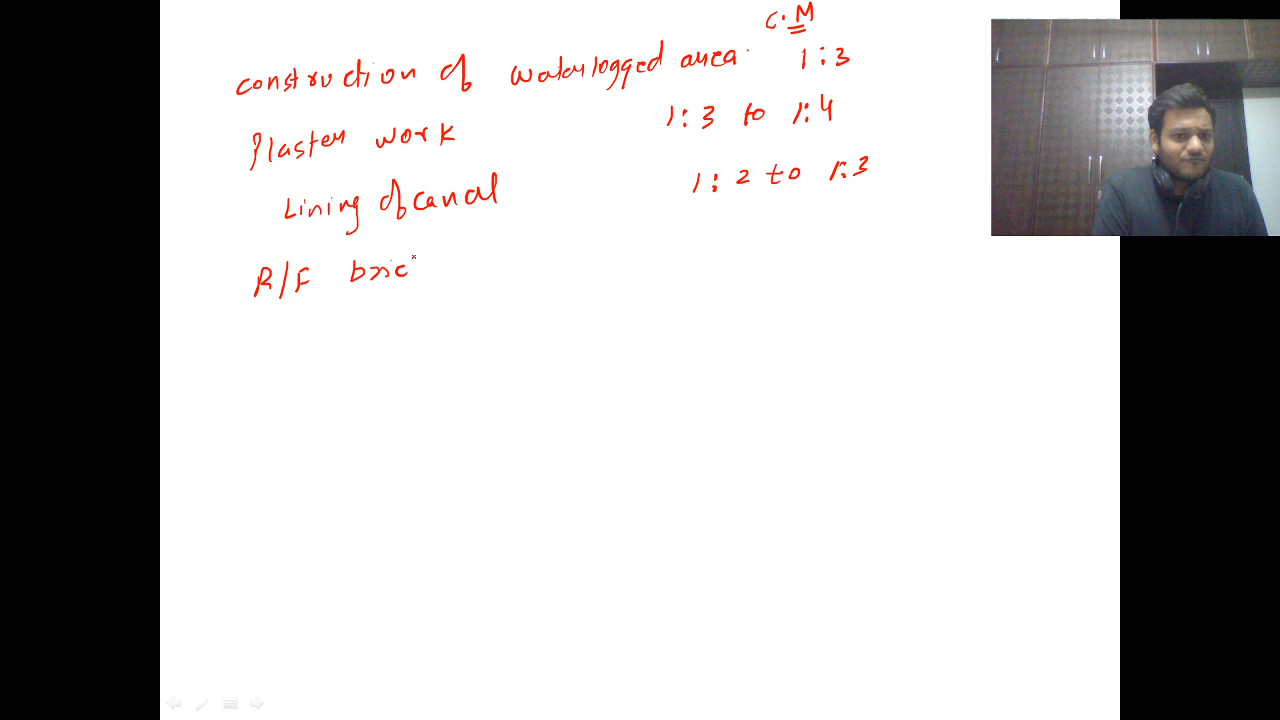 C.M
construction of waterlogged area. 1:3
Plaster work 1:3 to 1:4
Lining of canal 1:2 to 1:3
R/F bric